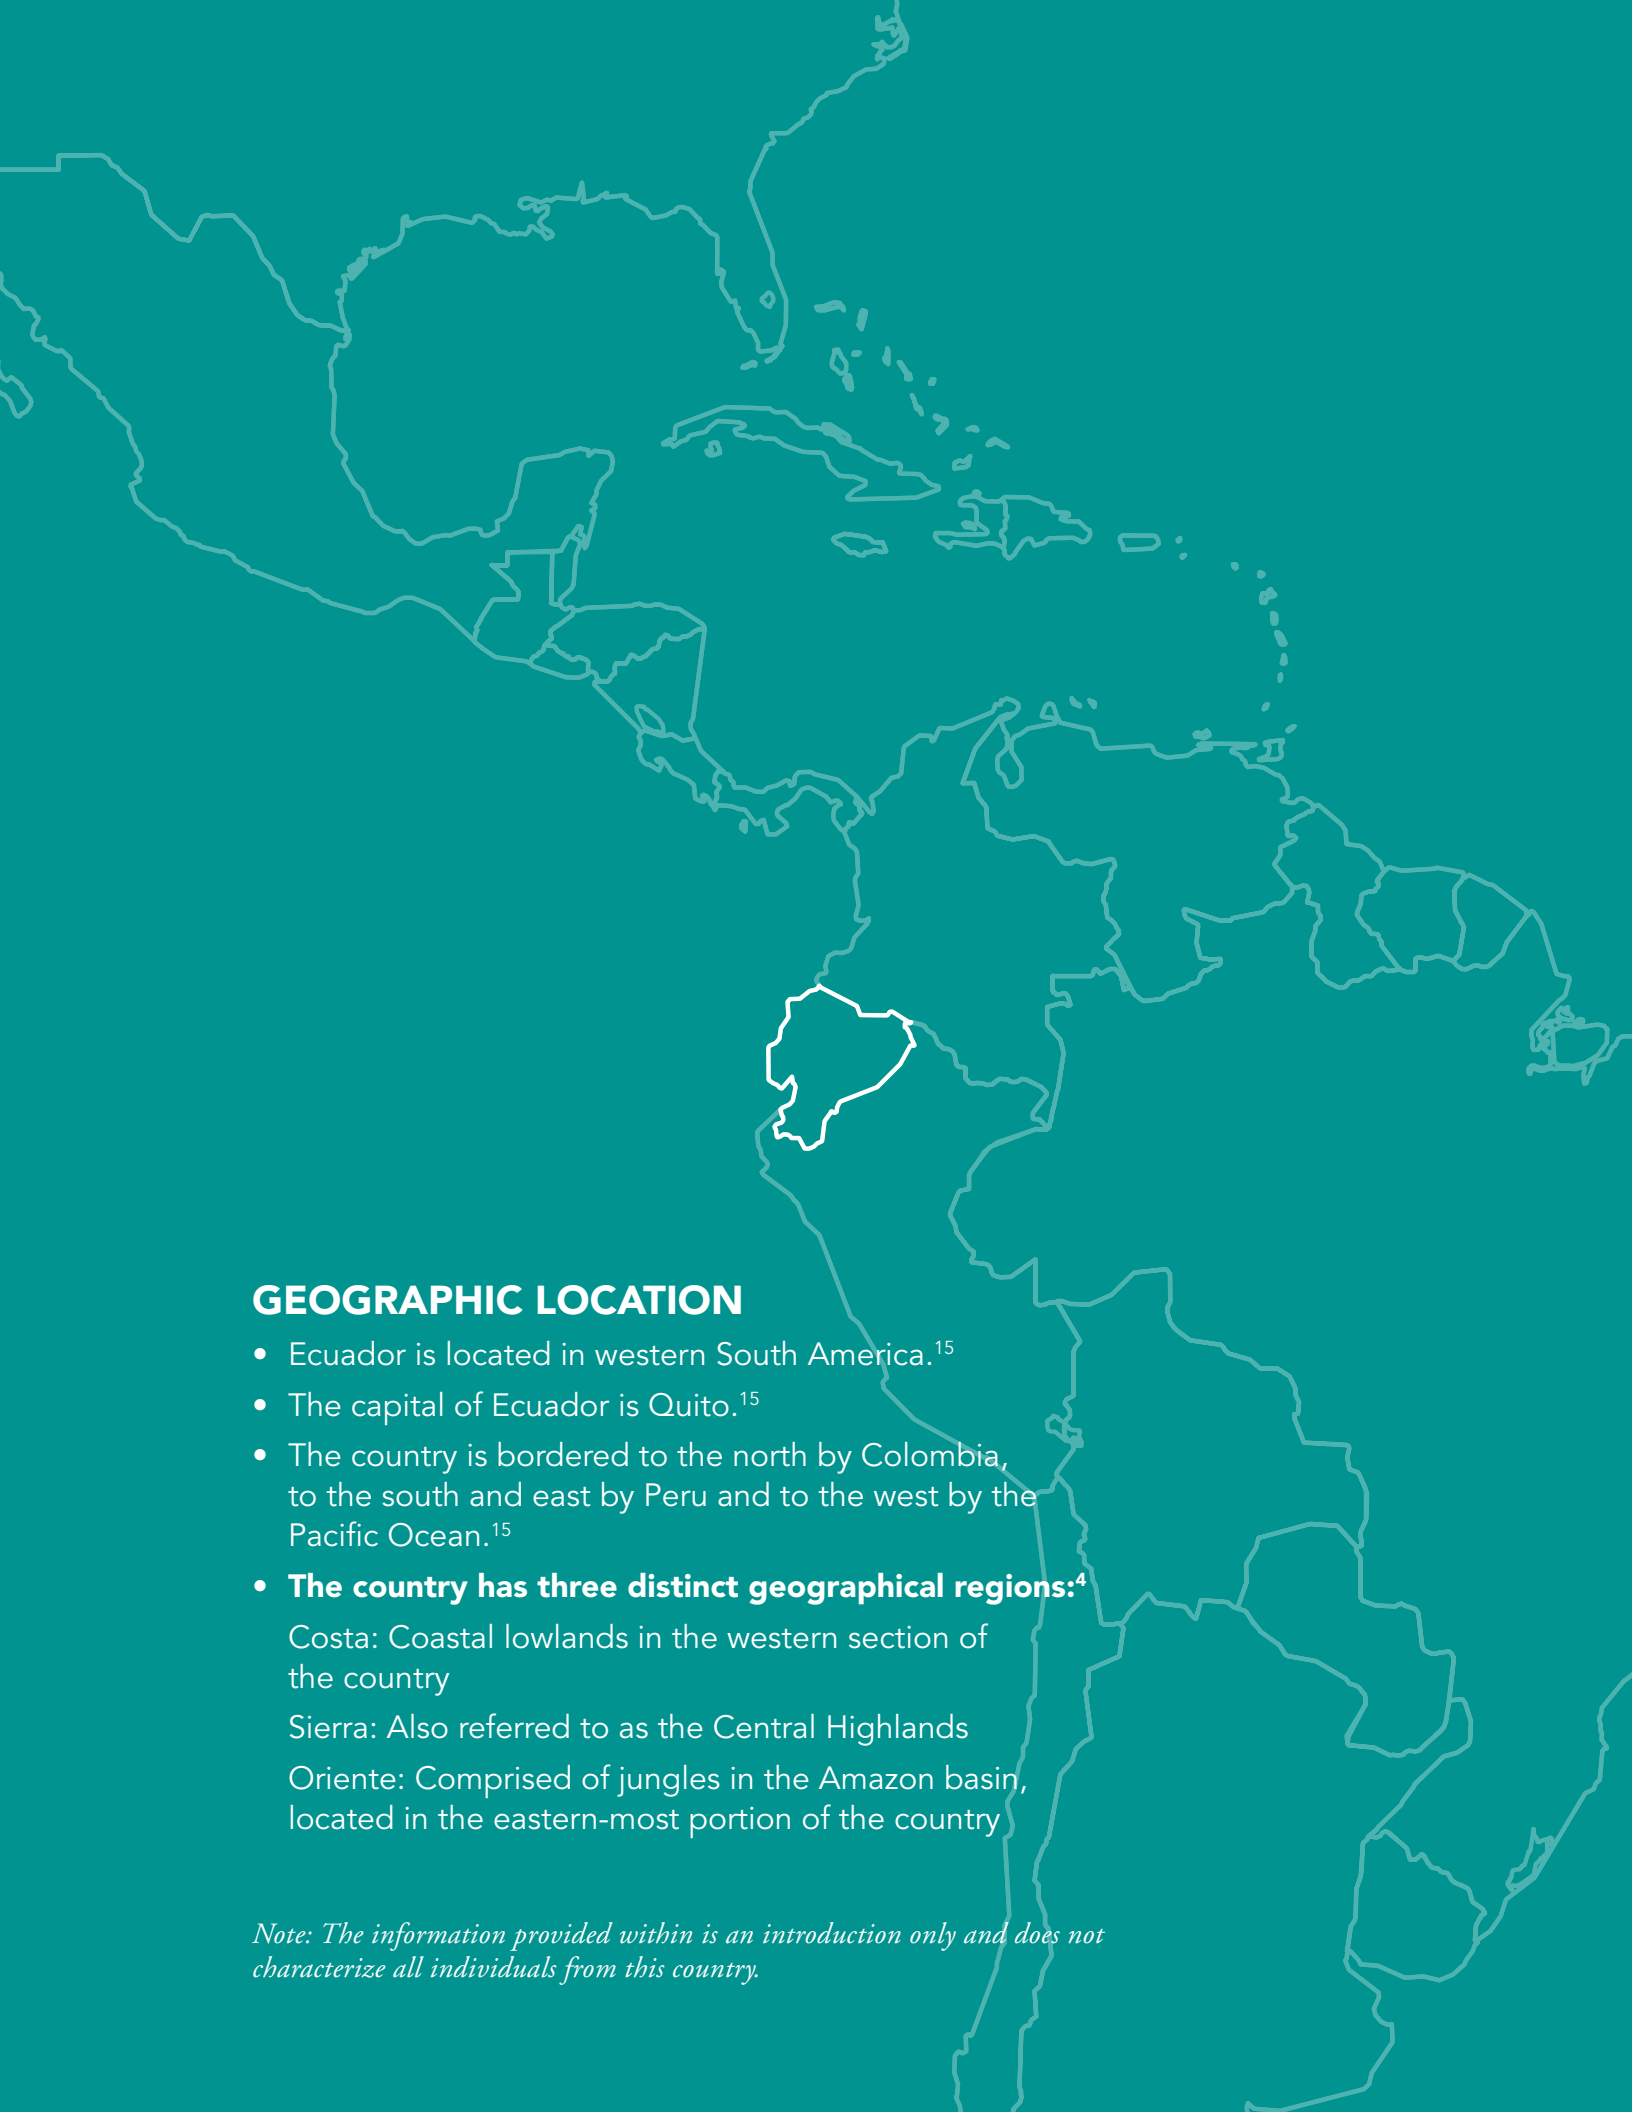 GEOGRAPHIC LOCATION
• Ecuador is located in western South America.15
• The capital of Ecuador is Quito.15
• The country is bordered to the north by Colombia,
to the south and east by Peru and to the west by the
Pacific Ocean.15
• The country has three distinct geographical regions:4
Costa: Coastal lowlands in the western section of
the country
Sierra: Also referred to as the Central Highlands
Oriente: Comprised of jungles in the Amazon basin,
located in the eastern-most portion of the country
Note: The information provided within is an introduction only and does not
characterize all individuals from this country.